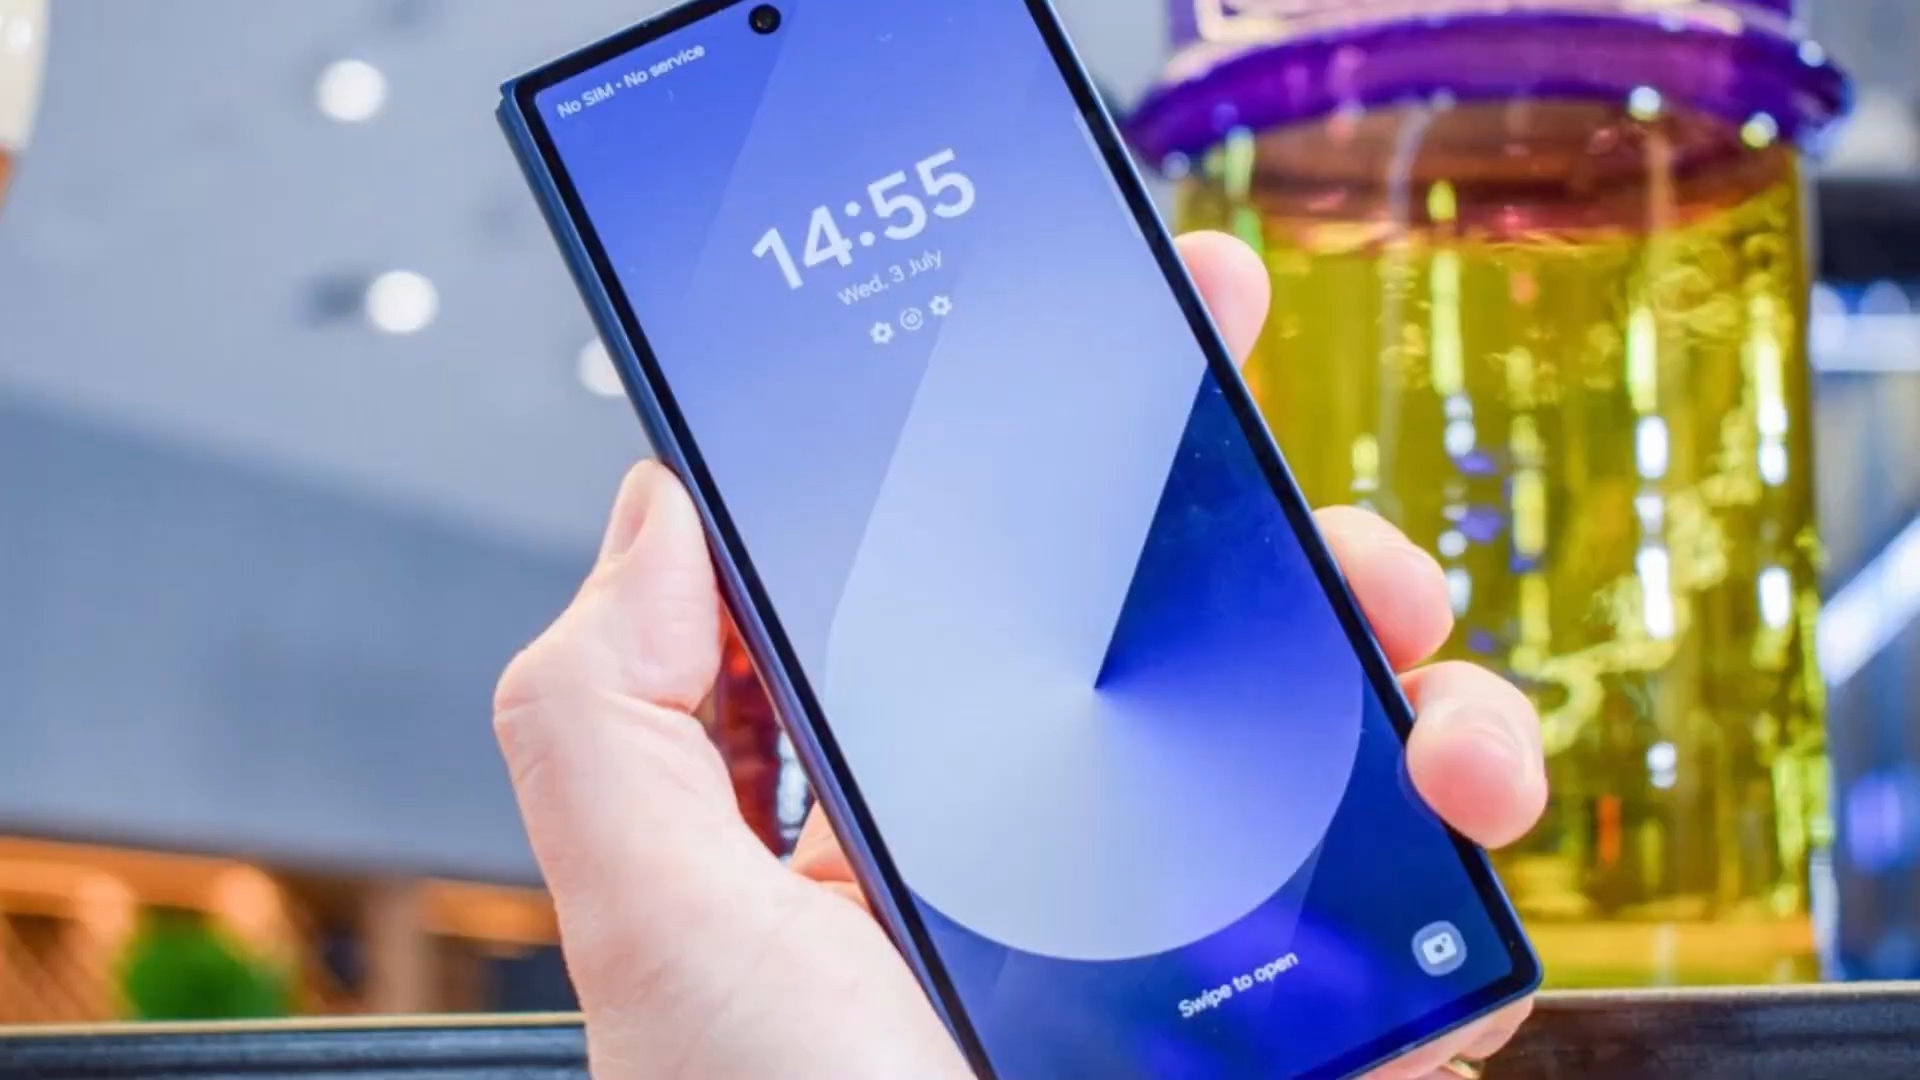 No SIM • No service
14:55
Wed, 3 July
Swipe to open